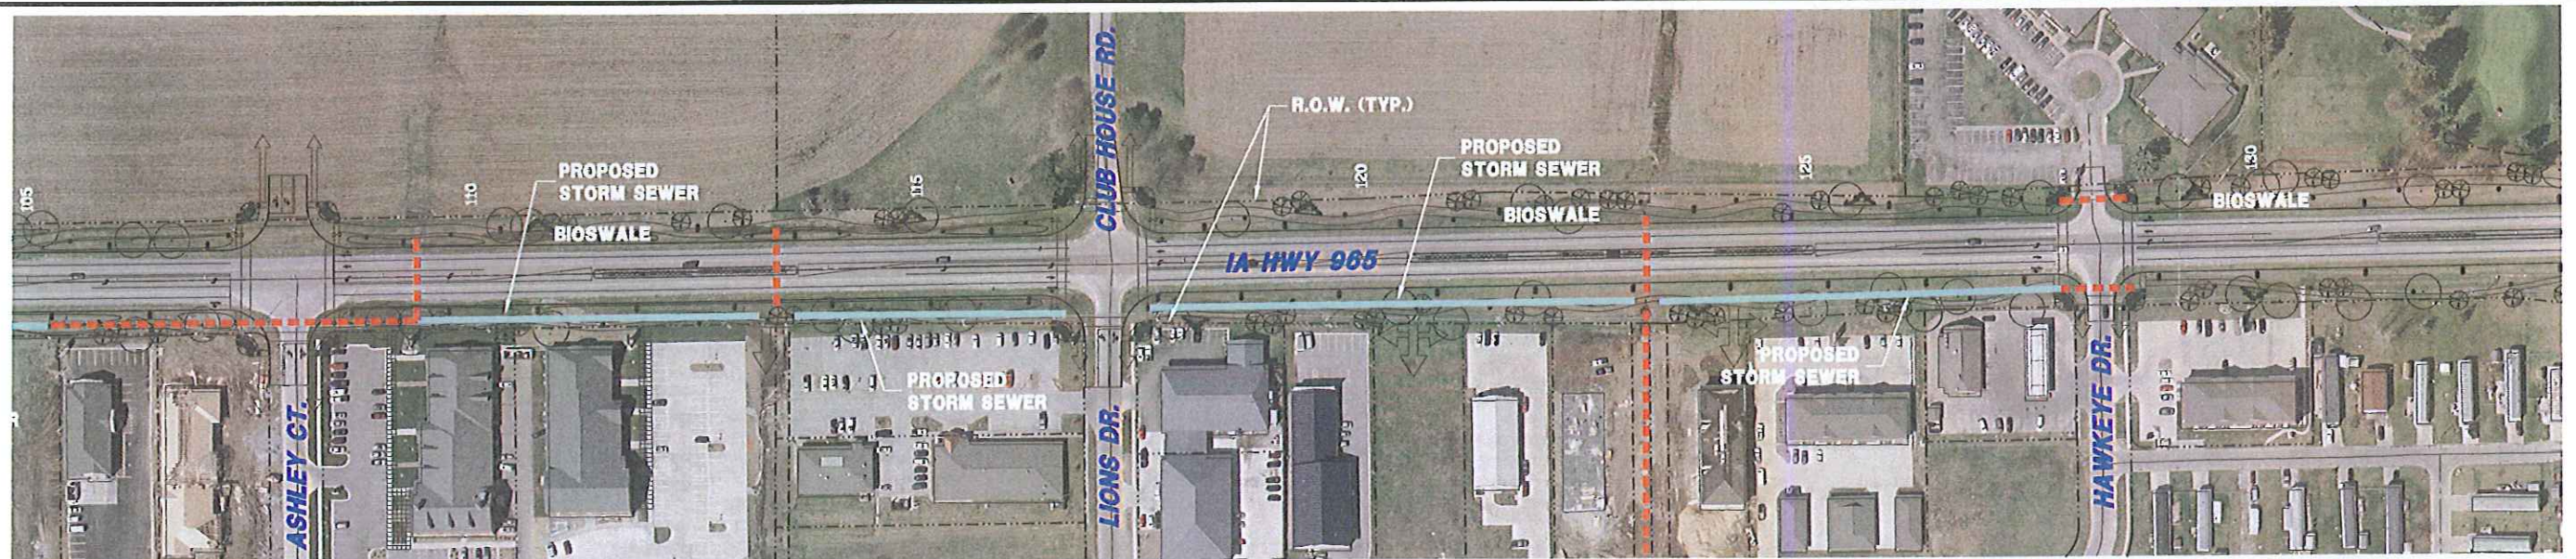 CLUB HOUSE RD.
R.O.W. (TYP.)
PROPOSED
STORM SEWER
PROPOSED
STORM SEWER
105
110
115
120
125
130
BIOSWALE
BIOSWALE
BIOSWALE
IA HWY 965
PROPOSED
STORM SEWER
PROPOSED
STORM SEWER
ASHLEY CT.
LIONS DR.
HAWKEYE DR.